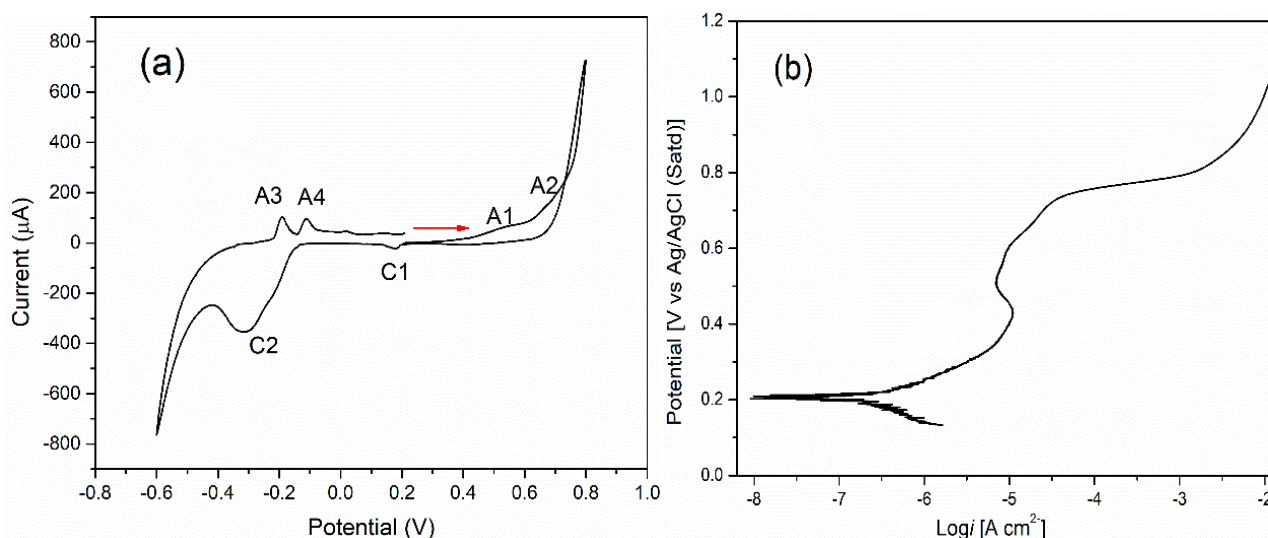 (a)
800
600
400
200
0
-200
-400
-600
-800
Current (µA)
A3
A4
A1
A2
C1
C2
-0.8 -0.6 -0.4 -0.2 0.0 0.2 0.4 0.6 0.8 1.0
Potential (V)
(b)
1.2
1.0
0.8
0.6
0.4
0.2
0.0
Potential [V vs Ag/AgCl (Satd)]
-8 -7 -6 -5 -4 -3 -2
Logi [A cm²⁻]